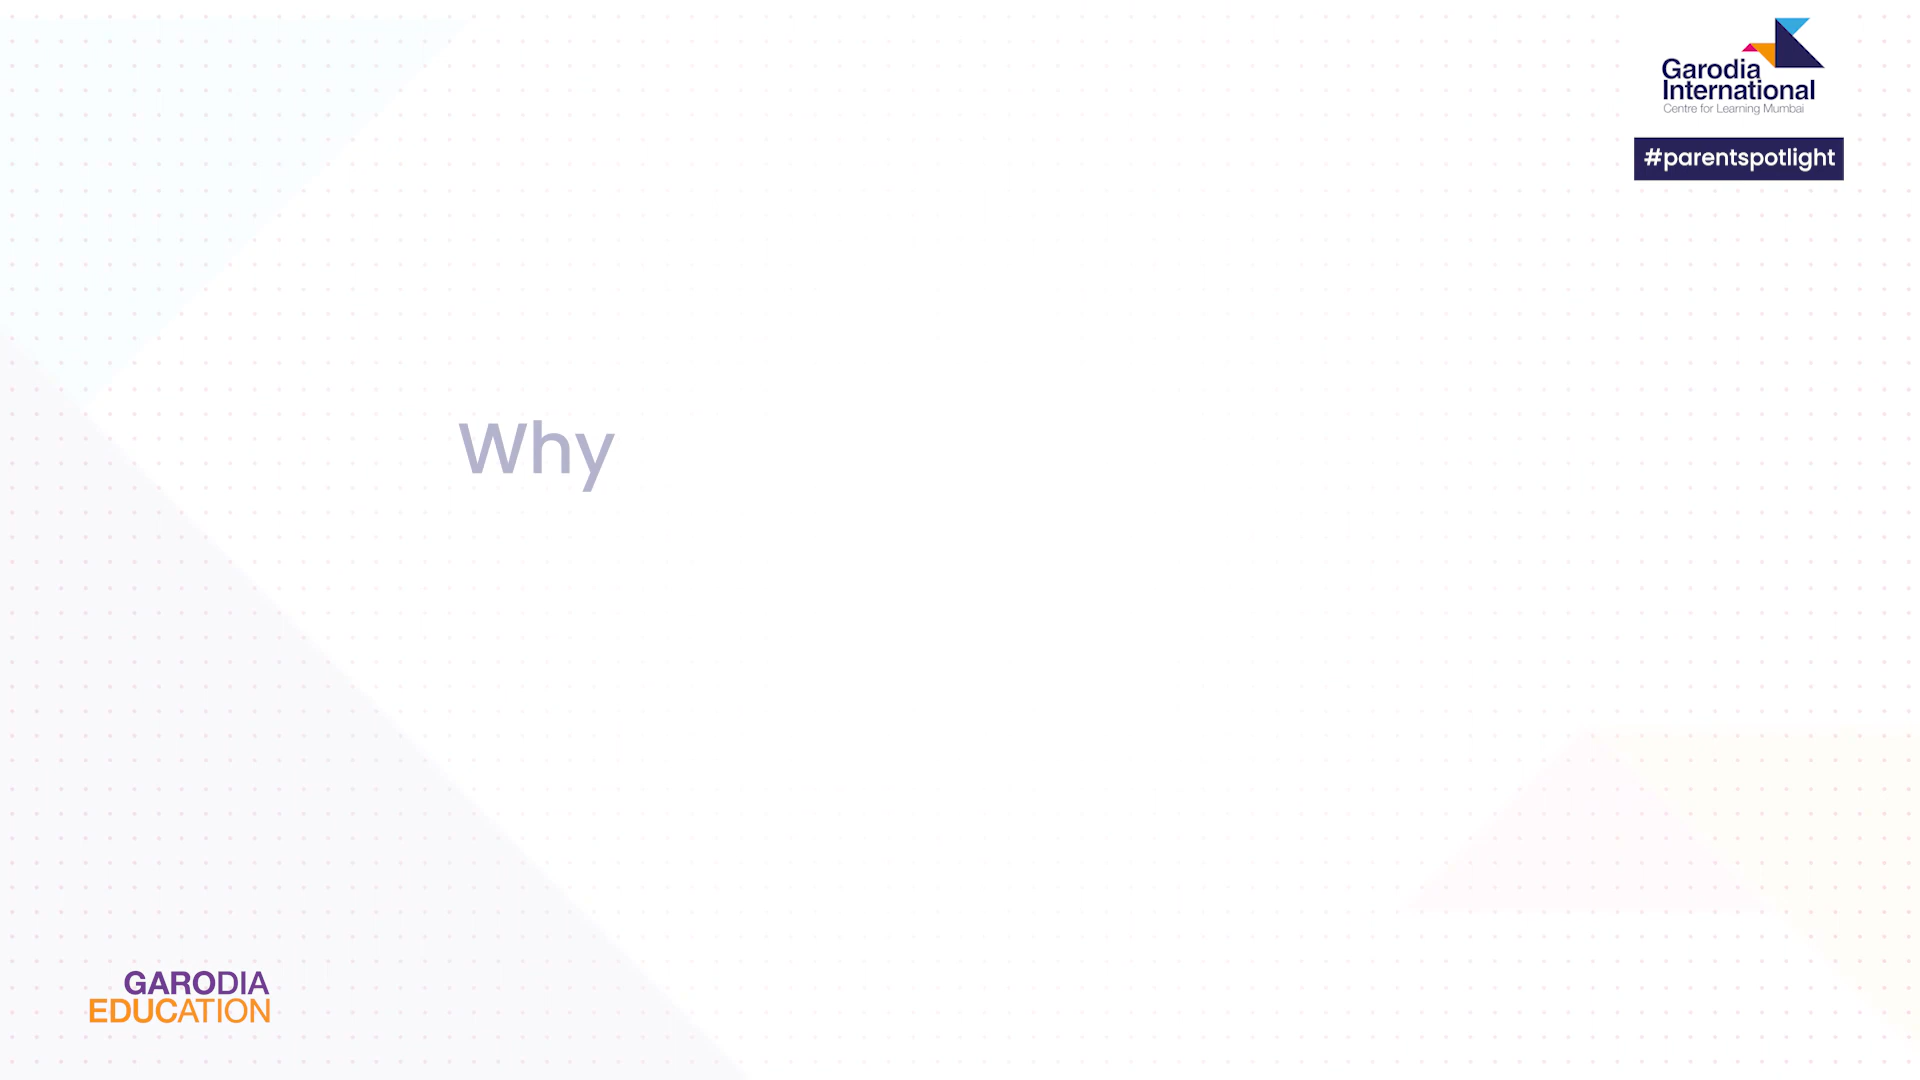 Garodia
International
Centre for Learning Mumbai
#parentspotlight
Why
GARODIA
EDUCATION